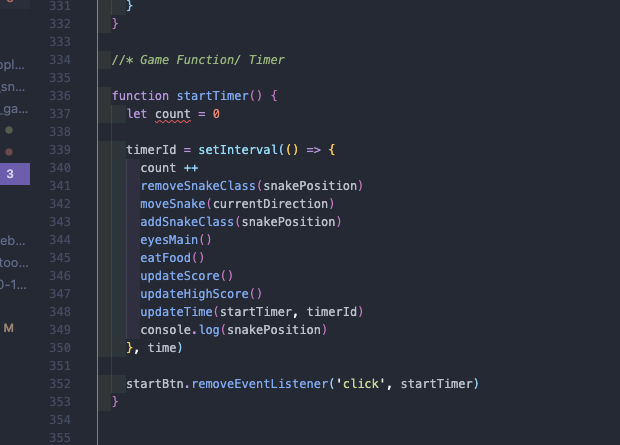 331 }
332 }
333
334 //* Game Function/ Timer
335
336 function startTimer() {
337 let count = 0
338
339 timerId = setInterval(() => {
340 count ++
341 removeSnakeClass(snakePosition)
342 moveSnake(currentDirection)
343 addSnakeClass(snakePosition)
344 eyesMain()
345 eatFood()
346 updateScore()
347 updateHighScore()
348 updateTime(startTimer, timerId)
349 console.log(snakePosition)
350 }, time)
351
352 startBtn.removeEventListener('click', startTimer)
353 }
354
355
ppl...
sn...
_ga...
3
eb...
too...
0-1...
M